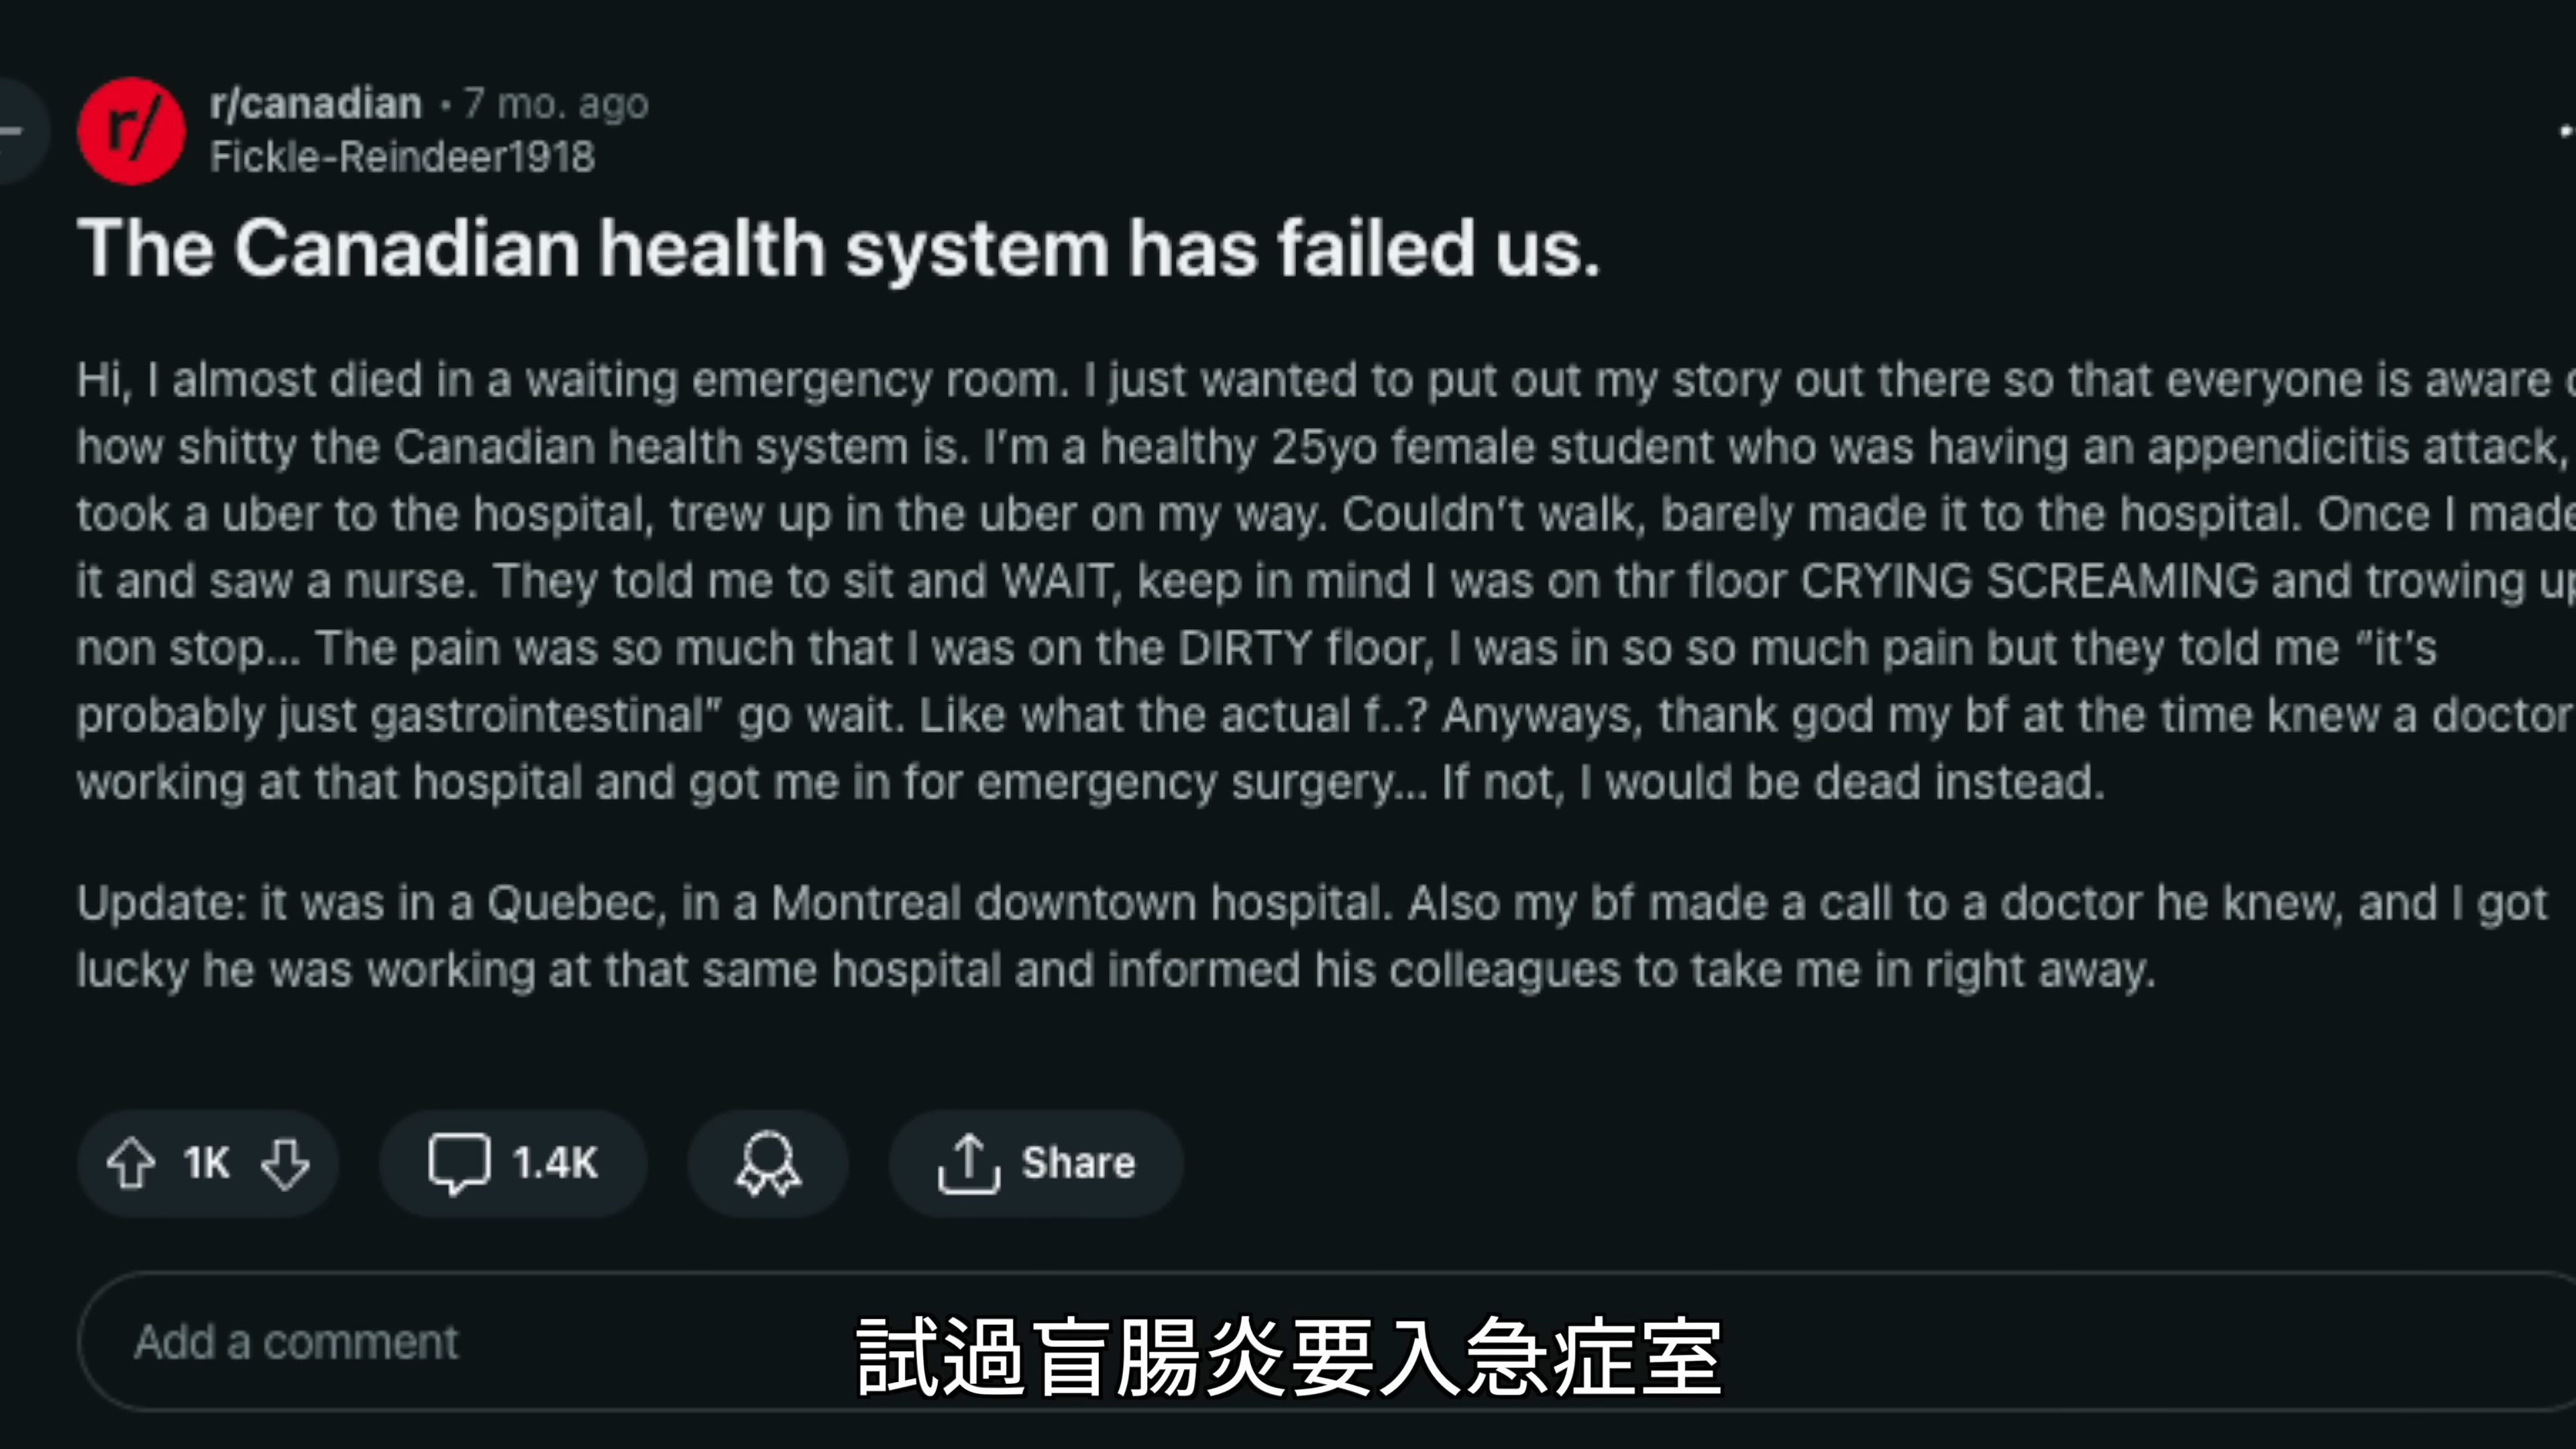 r/canadian • 7 mo. ago
Fickle-Reindeer1918
The Canadian health system has failed us.
Hi, I almost died in a waiting emergency room. I just wanted to put out my story out there so that everyone is aware
how shitty the Canadian health system is. I'm a healthy 25yo female student who was having an appendicitis attack,
took a uber to the hospital, trew up in the uber on my way. Couldn't walk, barely made it to the hospital. Once I made
it and saw a nurse. They told me to sit and WAIT, keep in mind I was on thr floor CRYING SCREAMING and trowing up
non stop... The pain was so much that I was on the DIRTY floor, I was in so so much pain but they told me “it's
probably just gastrointestinal” go wait. Like what the actual f..? Anyways, thank god my bf at the time knew a doctor
working at that hospital and got me in for emergency surgery... If not, I would be dead instead.
Update: it was in a Quebec, in a Montreal downtown hospital. Also my bf made a call to a doctor he knew, and I got
lucky he was working at that same hospital and informed his colleagues to take me in right away.
1K 1.4K Share
Add a comment
試過盲腸炎要入急症室